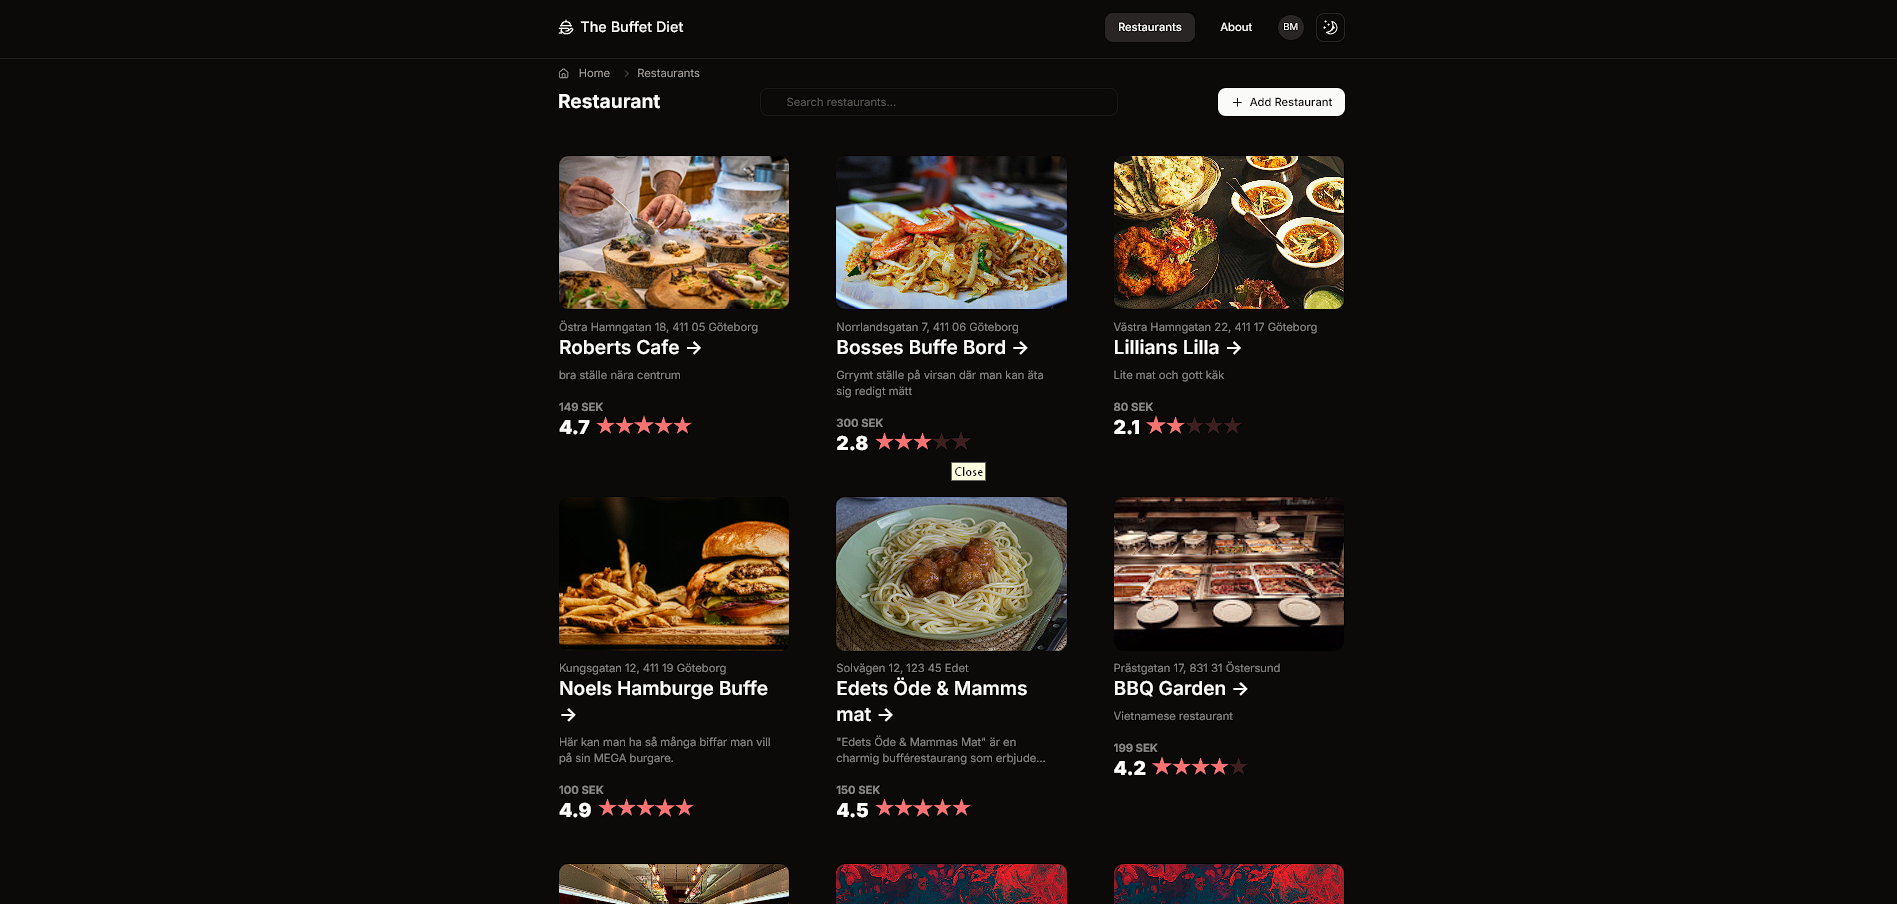 The Buffet Diet
Restaurants
About
BM
Home
Restaurants
Restaurant
Search restaurants...
Add Restaurant
Östra Hamngatan 18, 411 05 Göteborg
Roberts Cafe →
bra ställe nära centrum
149 SEK
4.7
Norrlandsgatan 7, 411 06 Göteborg
Bosses Buffe Bord →
Grrymt ställe på virsan där man kan äta
sig redigt mätt
300 SEK
2.8
Västra Hamngatan 22, 411 17 Göteborg
Lillians Lilla →
Lite mat och gott käk
80 SEK
2.1
Close
Kungsgatan 12, 411 19 Göteborg
Noels Hamburge Buffe
→
Här kan man ha så många biffar man vill
på sin MEGA burgare.
100 SEK
4.9
Solvägen 12, 123 45 Edet
Edets Öde & Mamms
mat →
"Edets Öde & Mammas Mat" är en
charmig bufférestaurang som erbjude...
150 SEK
4.5
Prästgatan 17, 831 31 Östersund
BBQ Garden →
Vietnamese restaurant
199 SEK
4.2